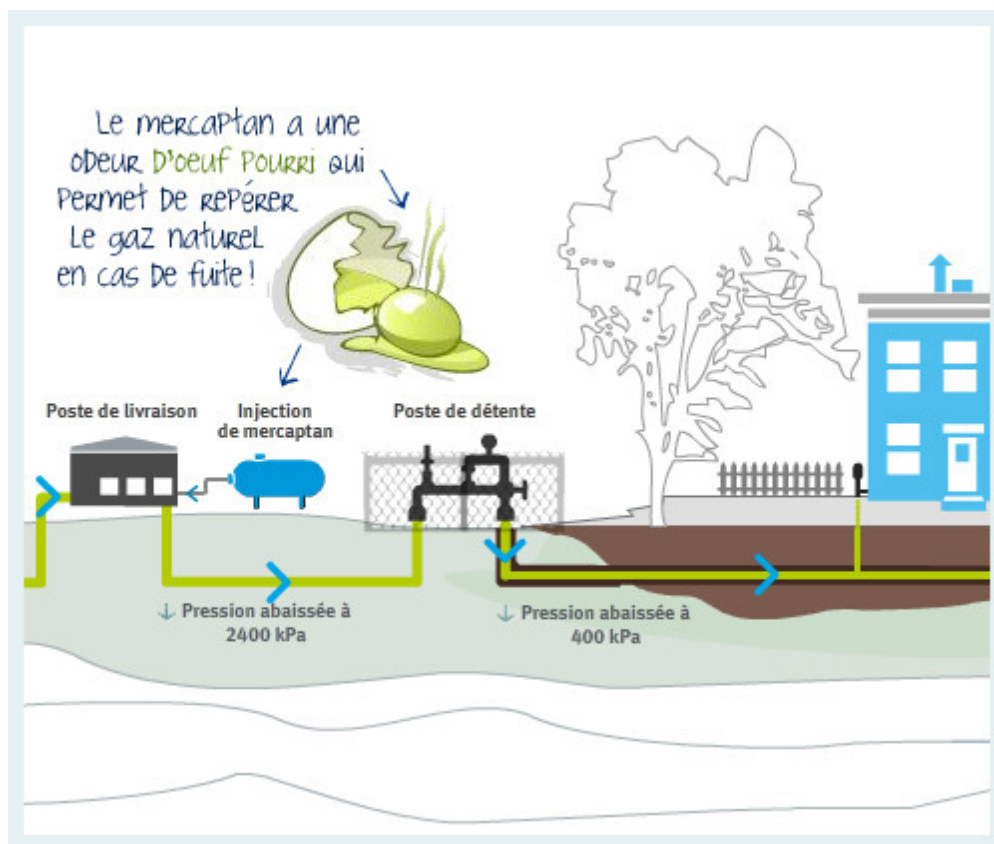 Le mercaptan a une
odeur d'oeuf pourri qui
permet de repérer
le gaz naturel
en cas de fuite !
Poste de livraison
Injection
de mercaptan
Poste de détente
Pression abaissée à
2400 kPa
Pression abaissée à
400 kPa